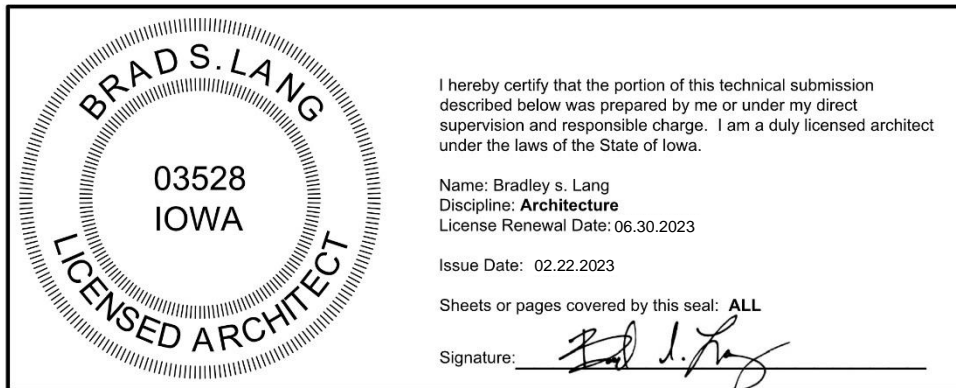 BRAD S. LANG
03528
IOWA
LICENSED ARCHITECT
I hereby certify that the portion of this technical submission
described below was prepared by me or under my direct
supervision and responsible charge. I am a duly licensed architect
under the laws of the State of Iowa.
Name: Bradley s. Lang
Discipline: Architecture
License Renewal Date: 06.30.2023
Issue Date: 02.22.2023
Sheets or pages covered by this seal: ALL
Signature: Brad S. Lang